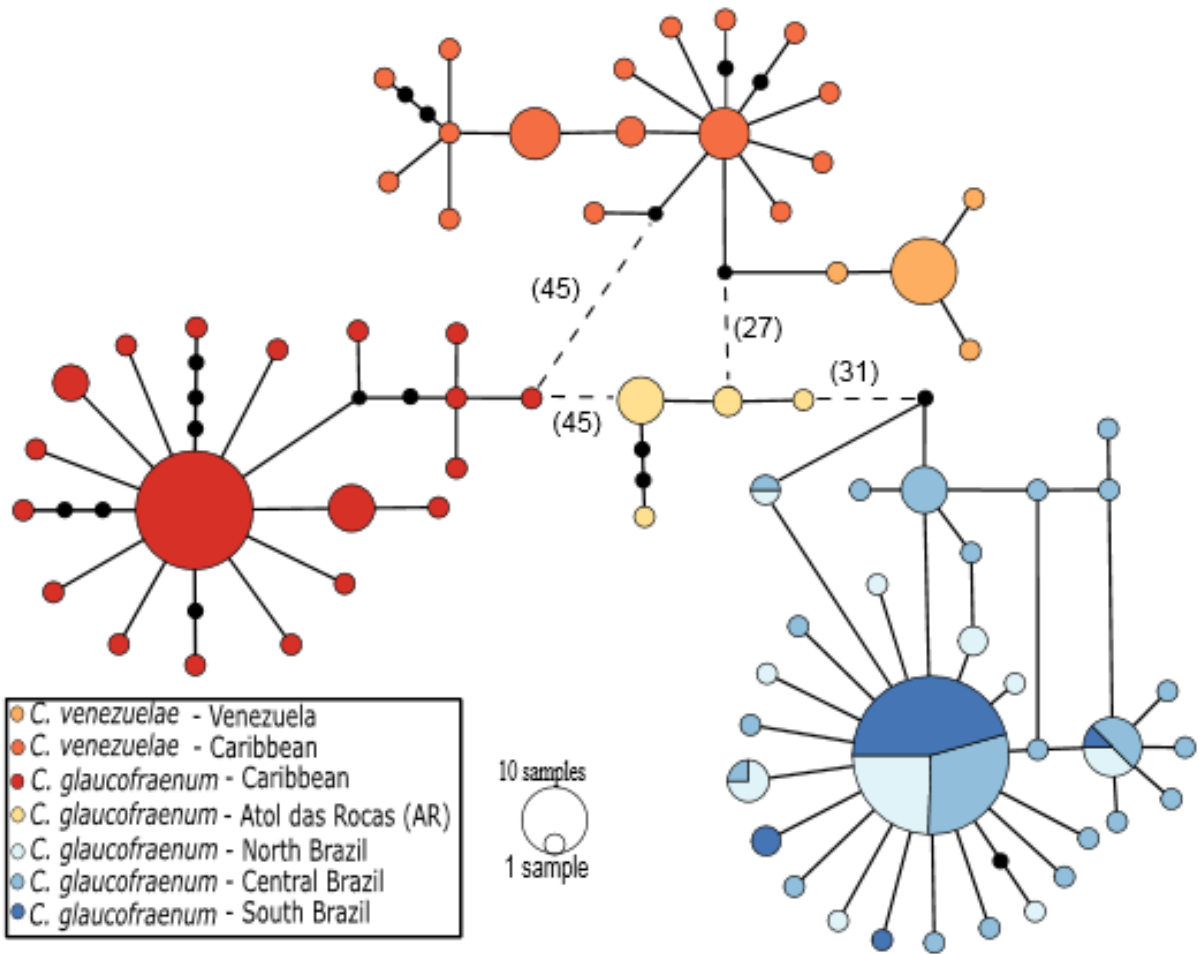 (45)
(27)
(31)
(45)
C. venezuelae - Venezuela
C. venezuelae - Caribbean
C. glaucofraenum - Caribbean
C. glaucofraenum - Atol das Rocas (AR)
C. glaucofraenum - North Brazil
C. glaucofraenum - Central Brazil
C. glaucofraenum - South Brazil
10 samples
1 sample